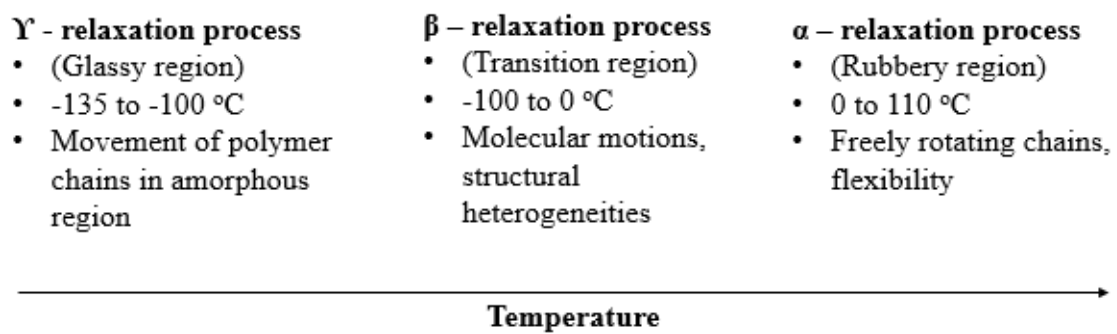 ϒ - relaxation process
• (Glassy region)
• -135 to -100 ºC
• Movement of polymer
chains in amorphous
region
β – relaxation process
• (Transition region)
• -100 to 0 ºC
• Molecular motions,
structural
heterogeneities
α – relaxation process
• (Rubbery region)
• 0 to 110 ºC
• Freely rotating chains,
flexibility
Temperature